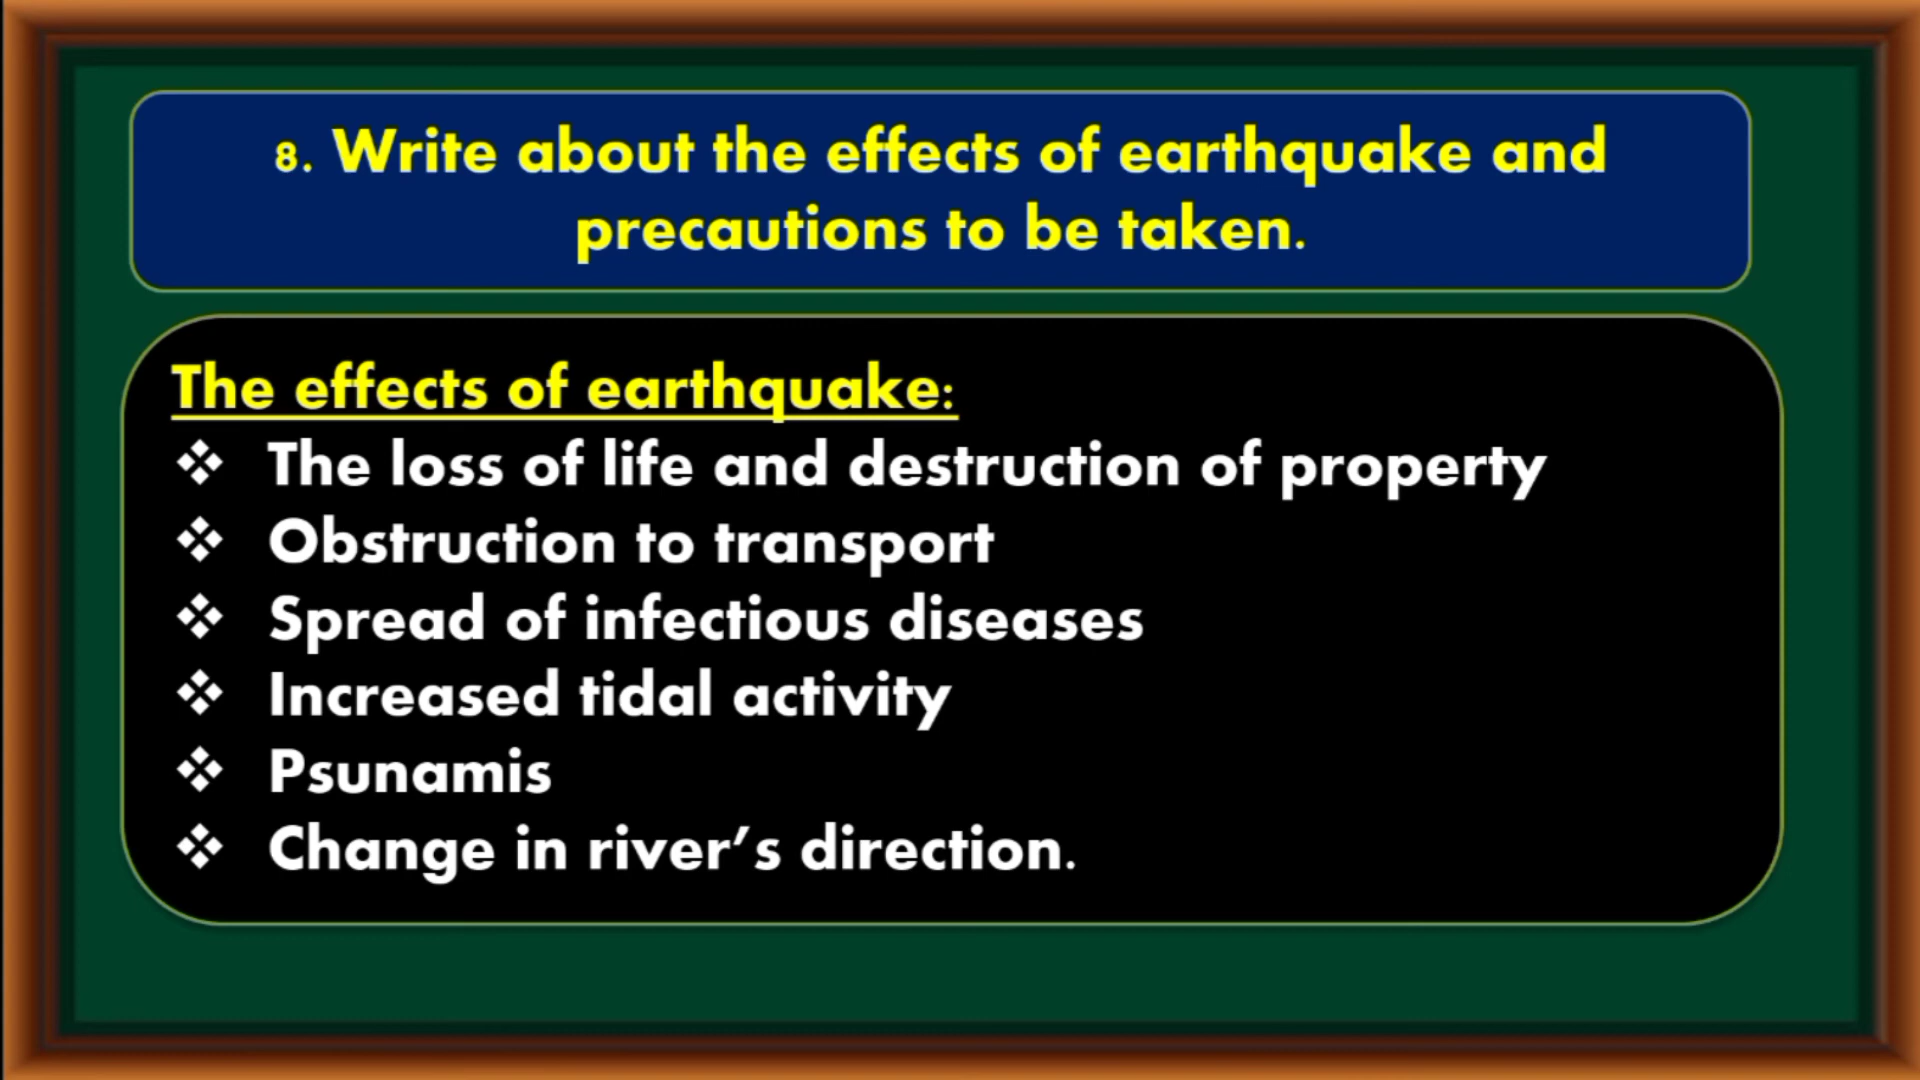 8. Write about the effects of earthquake and
precautions to be taken.
The effects of earthquake:
❖ The loss of life and destruction of property
❖ Obstruction to transport
❖ Spread of infectious diseases
❖ Increased tidal activity
❖ Psunamis
❖ Change in river’s direction.